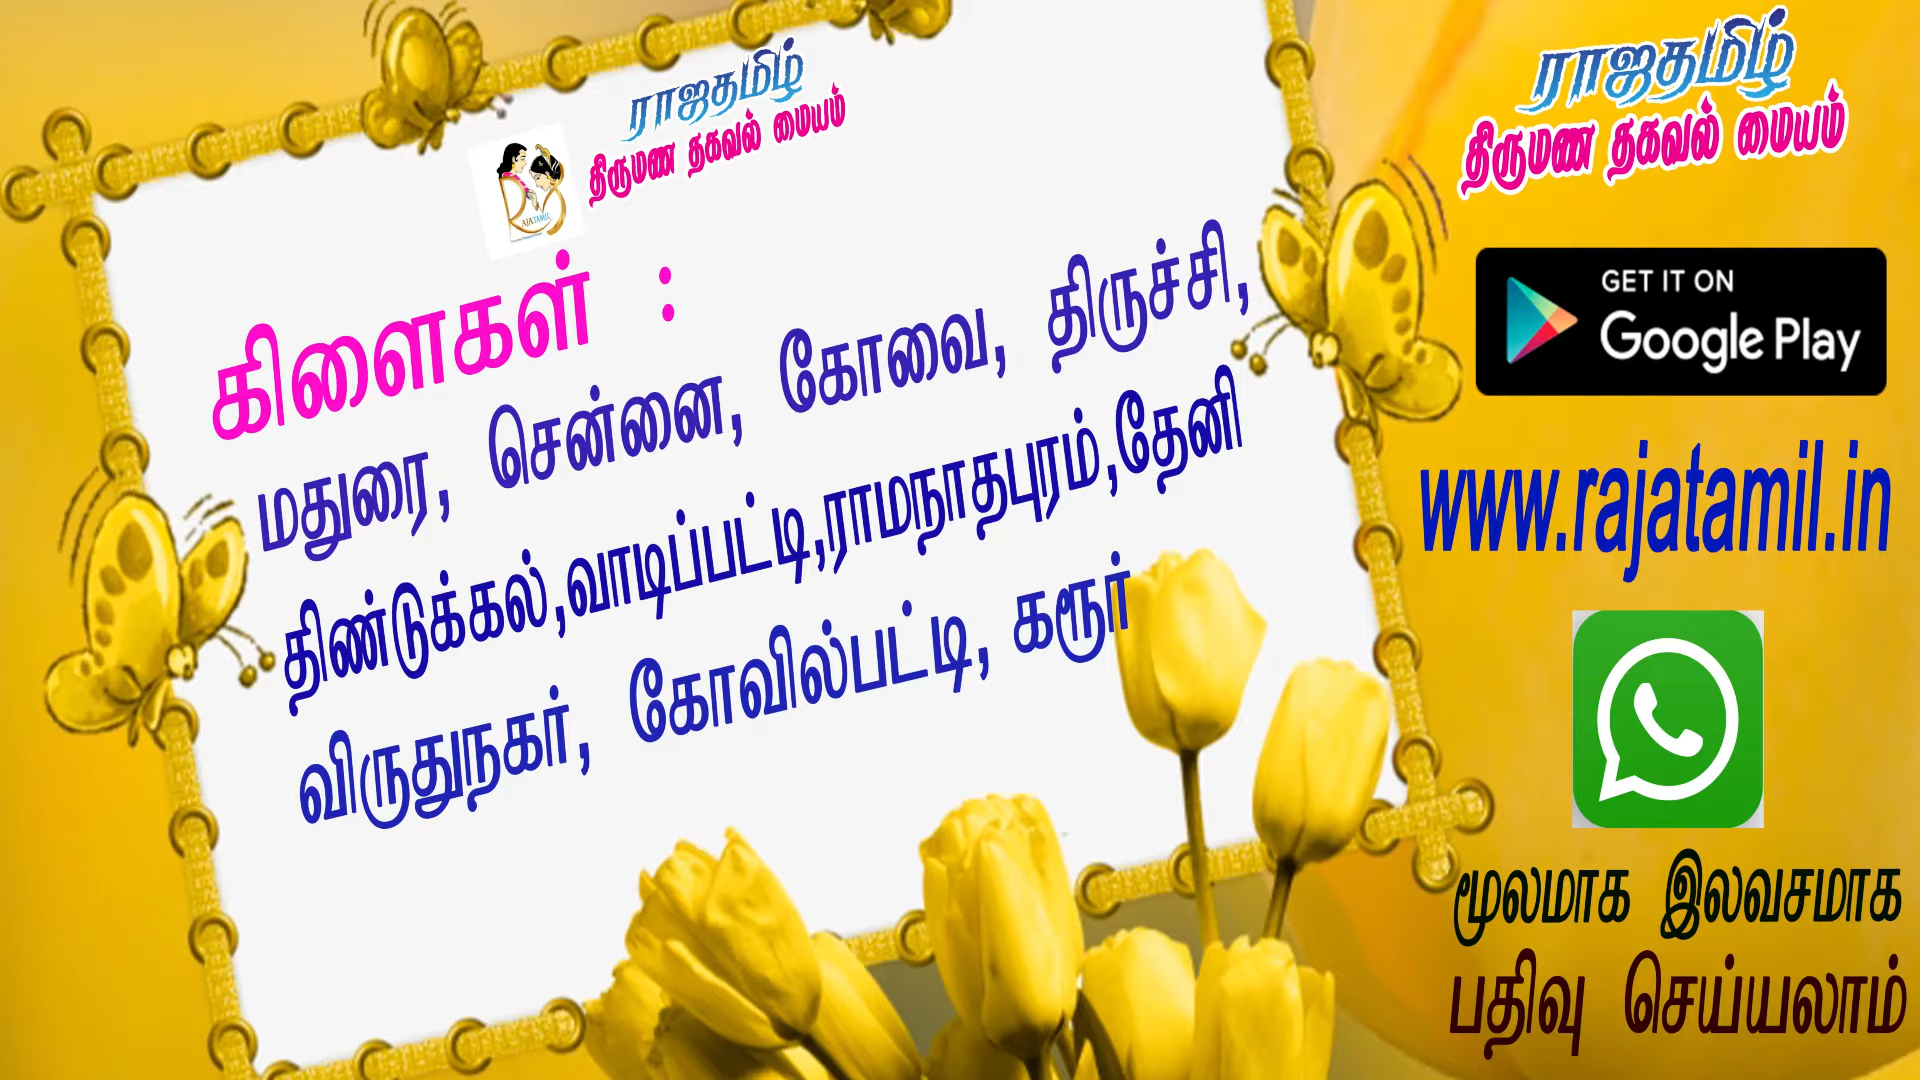 ராஜதமிழ்
திருமண தகவல் மையம்
AJATAMIL
கிளைகள் :
மதுரை, சென்னை, கோவை, திருச்சி,
திண்டுக்கல்,வாடிப்பட்டி,ராமநாதபுரம்,தேனி
விருதுநகர், கோவில்பட்டி, கரூர்
ராஜதமிழ்
திருமண தகவல் மையம்
GET IT ON
Google Play
www.rajatamil.in
மூலமாக இலவசமாக
பதிவு செய்யலாம்